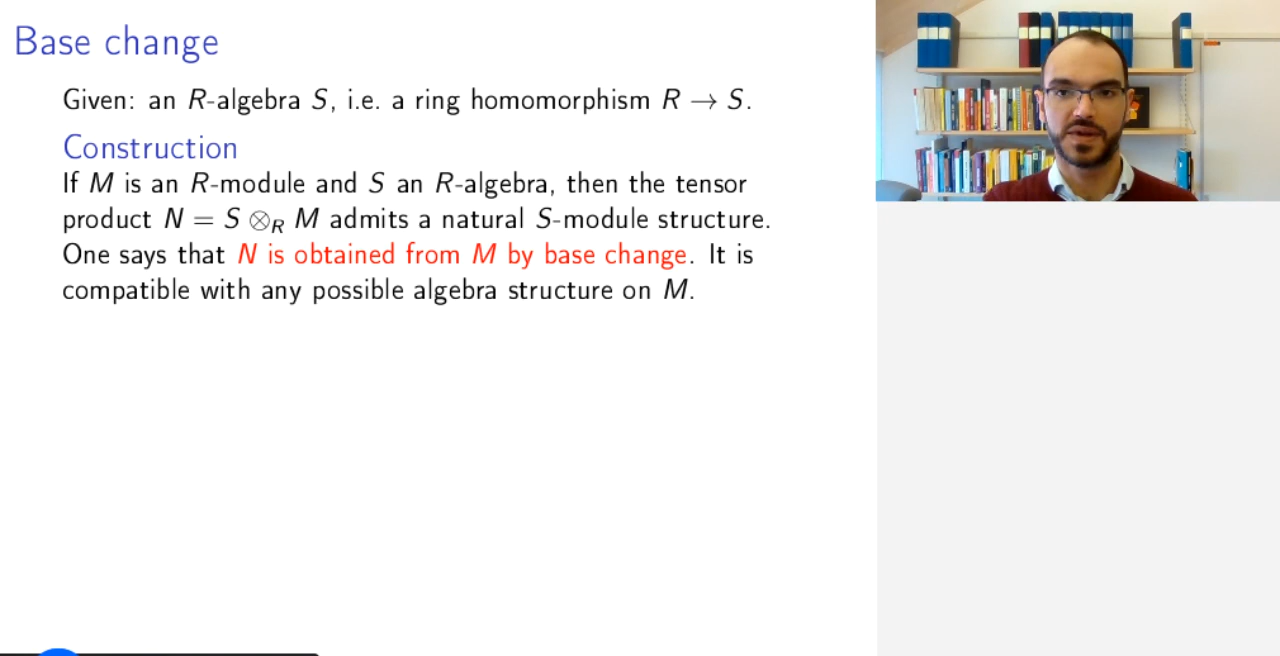 Base change
Given: an R-algebra S, i.e. a ring homomorphism R → S.
Construction
If M is an R-module and S an R-algebra, then the tensor
product N = S ⊗_R M admits a natural S-module structure.
One says that N is obtained from M by base change. It is
compatible with any possible algebra structure on M.